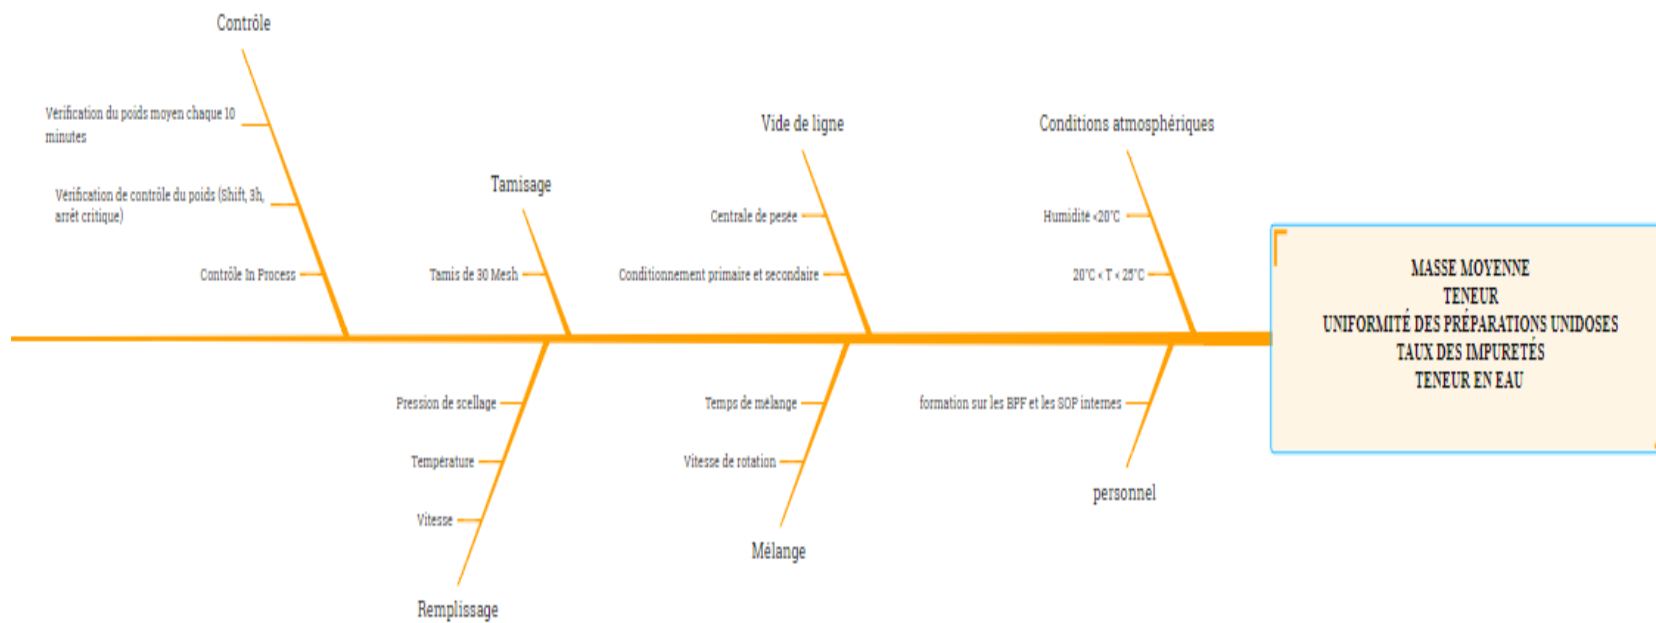 Contrôle
Vérification du poids moyen chaque 10
minutes
Vérification de contrôle du poids (Shift, 3h,
arrêt critique)
Contrôle In Process
Tamisage
Tamis de 30 Mesh
Vide de ligne
Centrale de pesée
Conditionnement primaire et secondaire
Conditions atmosphériques
Humidité <20°C
20°C < T < 25°C
MASSE MOYENNE
TENEUR
UNIFORMITÉ DES PRÉPARATIONS UNIDOSES
TAUX DES IMPURETÉS
TENEUR EN EAU
Pression de scellage
Température
Vitesse
Remplissage
Temps de mélange
Vitesse de rotation
Mélange
formation sur les BPF et les SOP internes
personnel